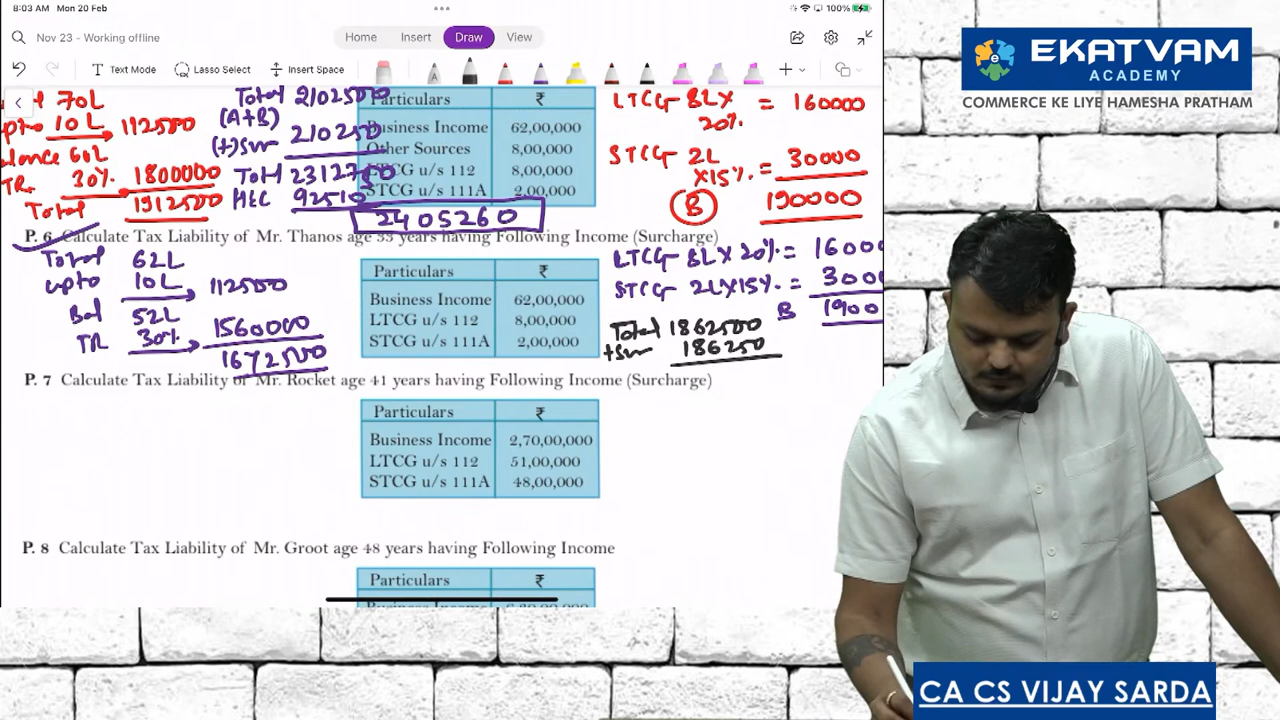 8:03 AM Mon 20 Feb
100%
Nov 23 - Working offline
Home Insert Draw View
Text Mode Lasso Select Insert Space
70L
upto 10L → 112500
Balance 60L
TR 30% 1800000
Total 1912500
Total 2102500
(A+B)
(+) Sur 210250
Total 2312750
HEC 92510
2405260
Particulars ₹
Business Income 62,00,000
Other Sources 8,00,000
LTCG u/s 112 8,00,000
STCG u/s 111A 2,00,000
LTCG - 8L × 20% = 160000
STCG 2L × 15% = 30000
B 190000
P. 6 Calculate Tax Liability of Mr. Thanos age 33 years having Following Income (Surcharge)
Total 62L
upto 10L → 112500
Bal 52L
TR 30% → 1560000
1672500
Particulars ₹
Business Income 62,00,000
LTCG u/s 112 8,00,000
STCG u/s 111A 2,00,000
LTCG - 8L × 20% = 16000
STCG 2L × 15% = 3000
B 1900
Total 1862500
+ Sur 186250
P. 7 Calculate Tax Liability of Mr. Rocket age 41 years having Following Income (Surcharge)
Particulars ₹
Business Income 2,70,00,000
LTCG u/s 112 51,00,000
STCG u/s 111A 48,00,000
P. 8 Calculate Tax Liability of Mr. Groot age 48 years having Following Income
Particulars ₹
EKATVAM
ACADEMY
COMMERCE KE LIYE HAMESHA PRATHAM
CA CS VIJAY SARDA